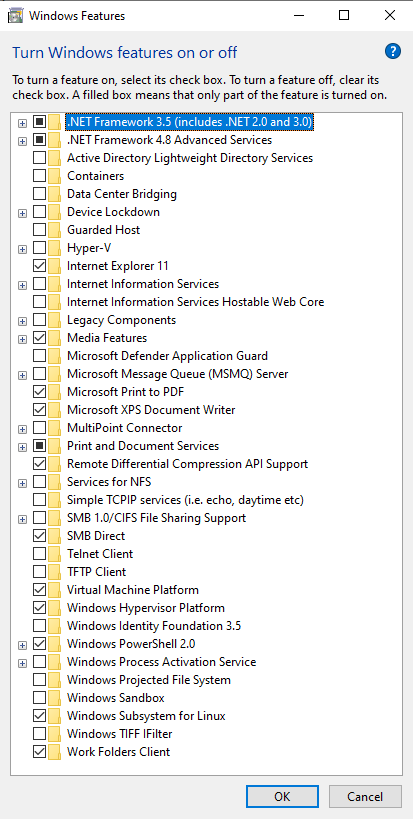 Windows Features
Turn Windows features on or off
To turn a feature on, select its check box. To turn a feature off, clear its
check box. A filled box means that only part of the feature is turned on.
.NET Framework 3.5 (includes .NET 2.0 and 3.0)
.NET Framework 4.8 Advanced Services
Active Directory Lightweight Directory Services
Containers
Data Center Bridging
Device Lockdown
Guarded Host
Hyper-V
Internet Explorer 11
Internet Information Services
Internet Information Services Hostable Web Core
Legacy Components
Media Features
Microsoft Defender Application Guard
Microsoft Message Queue (MSMQ) Server
Microsoft Print to PDF
Microsoft XPS Document Writer
MultiPoint Connector
Print and Document Services
Remote Differential Compression API Support
Services for NFS
Simple TCPIP services (i.e. echo, daytime etc)
SMB 1.0/CIFS File Sharing Support
SMB Direct
Telnet Client
TFTP Client
Virtual Machine Platform
Windows Hypervisor Platform
Windows Identity Foundation 3.5
Windows PowerShell 2.0
Windows Process Activation Service
Windows Projected File System
Windows Sandbox
Windows Subsystem for Linux
Windows TIFF IFilter
Work Folders Client
OK
Cancel